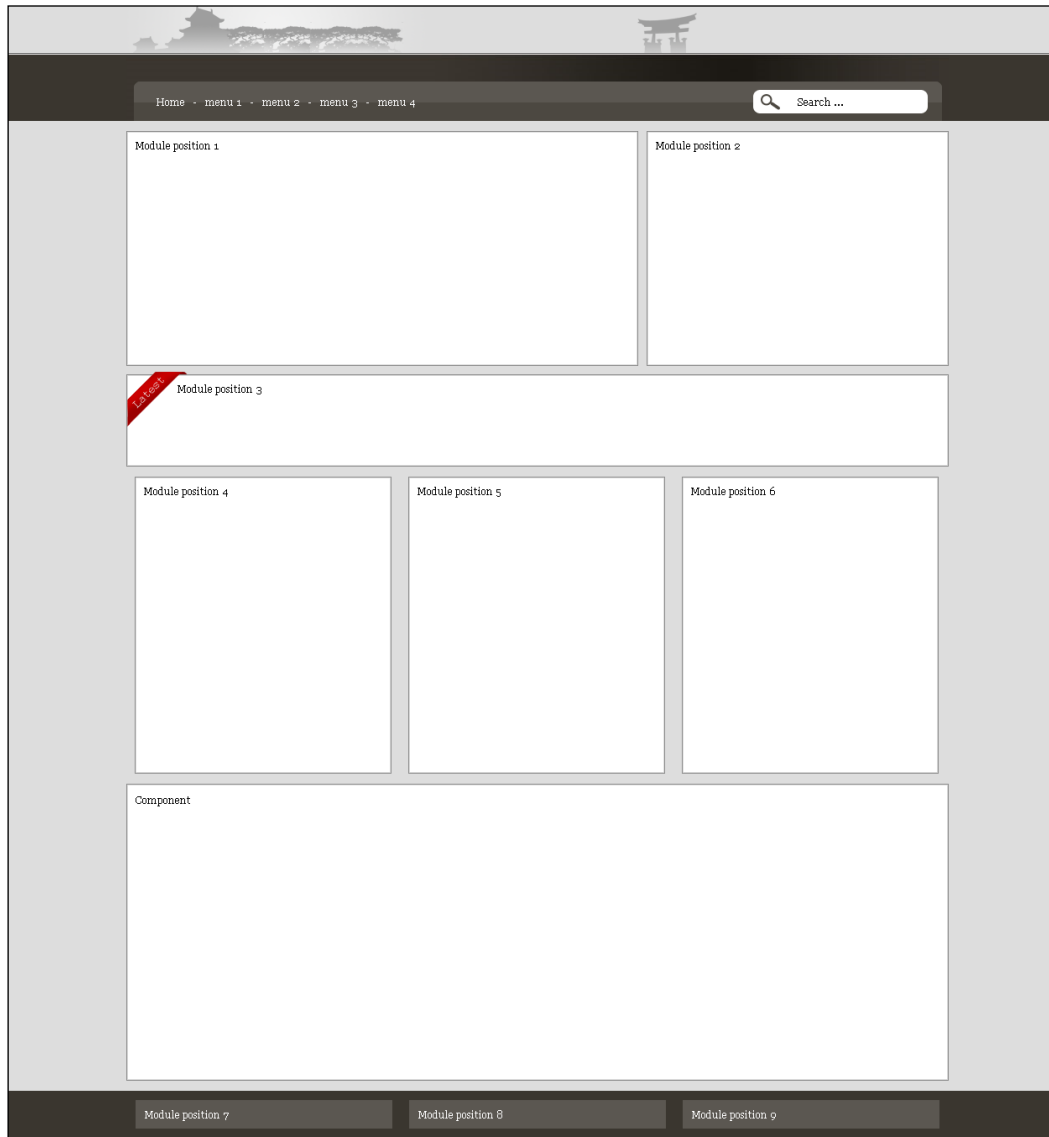 Home - menu 1 - menu 2 - menu 3 - menu 4
Search ...
Module position 1
Module position 2
Latest
Module position 3
Module position 4
Module position 5
Module position 6
Component
Module position 7
Module position 8
Module position 9